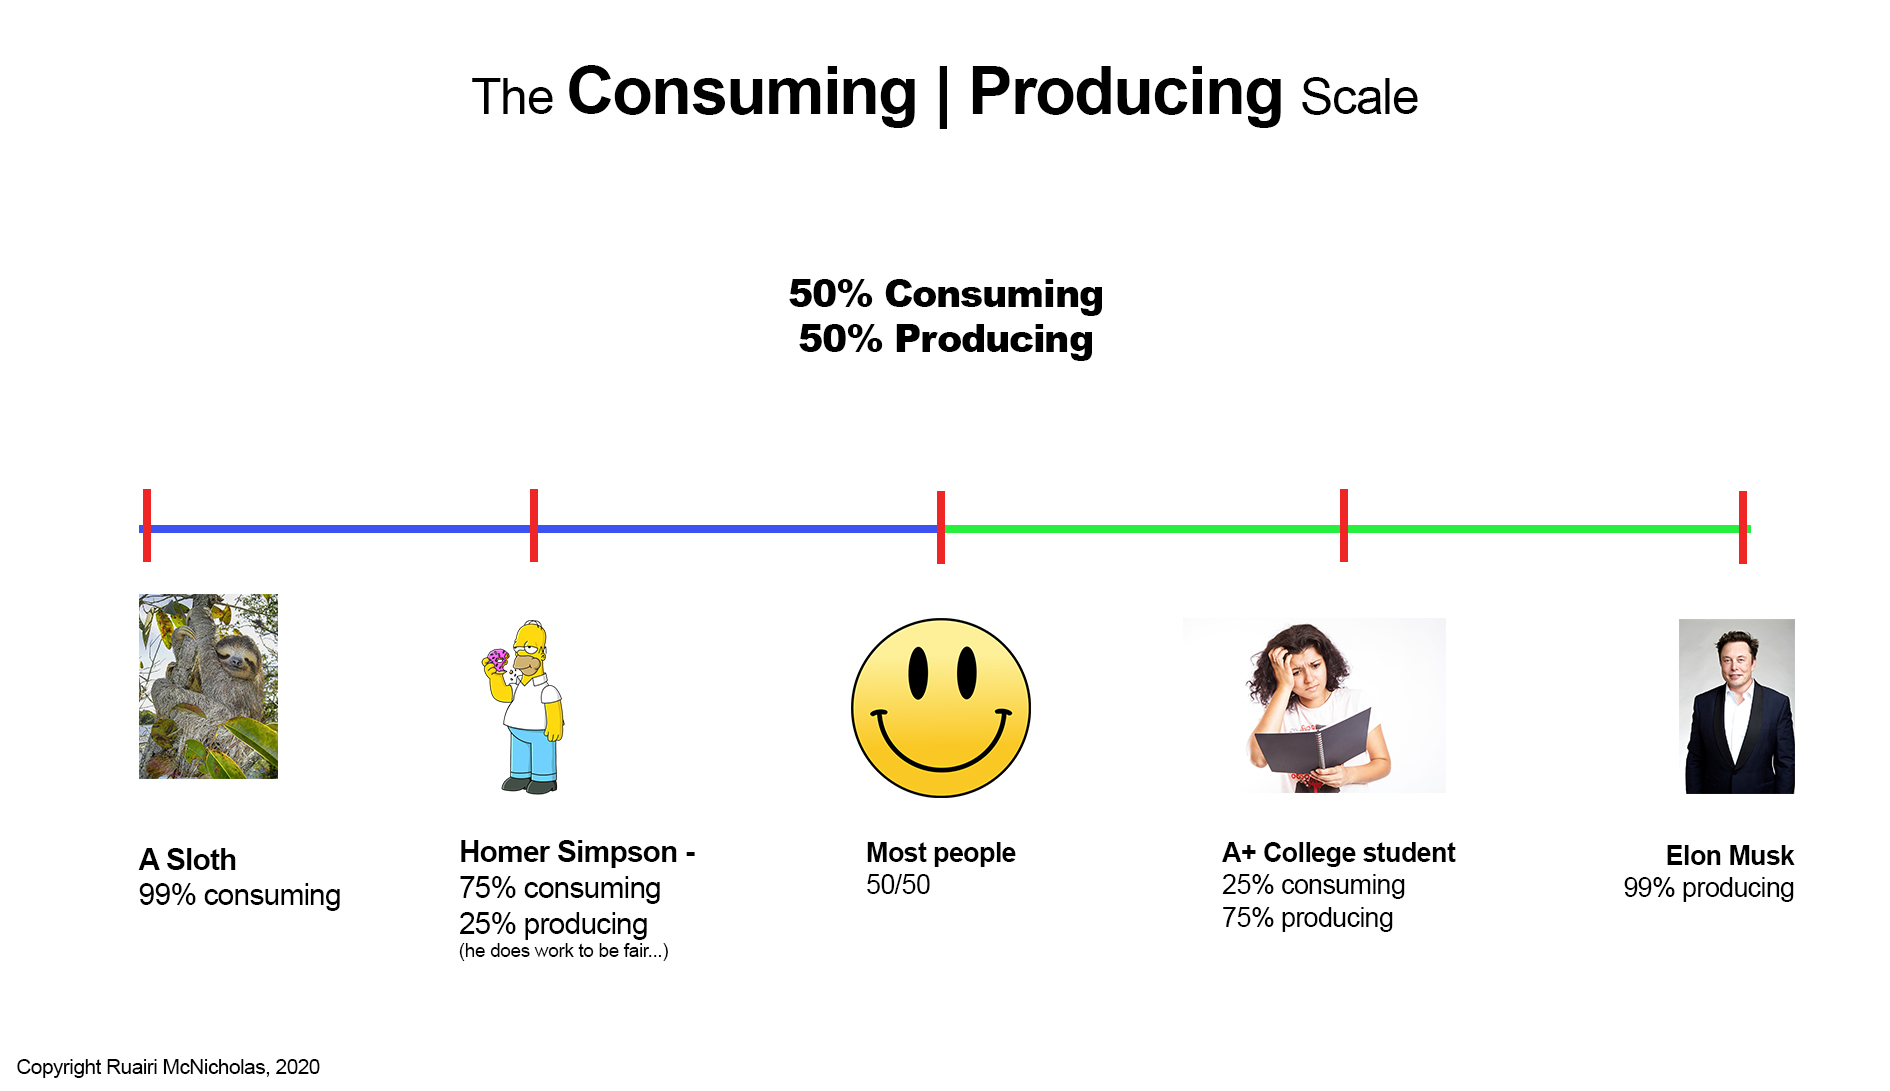 The Consuming | Producing Scale
50% Consuming
50% Producing
A Sloth
99% consuming
Homer Simpson -
75% consuming
25% producing
(he does work to be fair...)
Most people
50/50
A+ College student
25% consuming
75% producing
Elon Musk
99% producing
Copyright Ruairi McNicholas, 2020